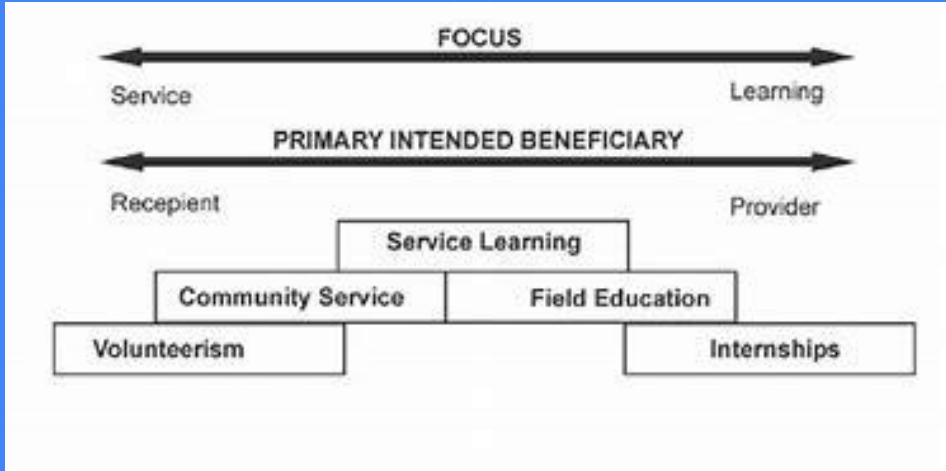 FOCUS
Service Learning
PRIMARY INTENDED BENEFICIARY
Recepient Provider
Service Learning
Community Service Field Education
Volunteerism Internships